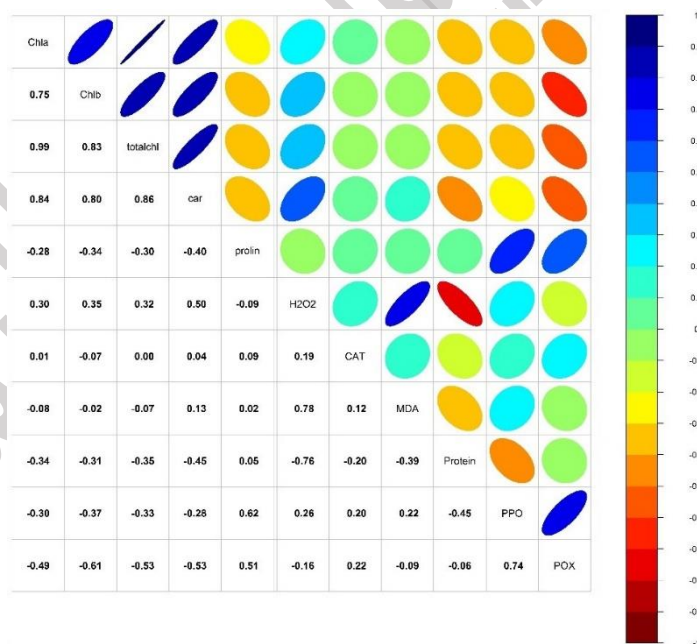 Chla
0.75 Chlb
0.99 0.83 totalchl
0.84 0.80 0.86 car
-0.28 -0.34 -0.30 -0.40 prolin
0.30 0.35 0.32 0.50 -0.09 H2O2
0.01 -0.07 0.00 0.04 0.09 0.19 CAT
-0.08 -0.02 -0.07 0.13 0.02 0.78 0.12 MDA
-0.34 -0.31 -0.35 -0.45 0.05 -0.76 -0.20 -0.39 Protein
-0.30 -0.37 -0.33 -0.28 0.62 0.26 0.20 0.22 -0.45 PPO
-0.49 -0.61 -0.53 -0.53 0.51 -0.16 0.22 -0.09 -0.06 0.74 POX